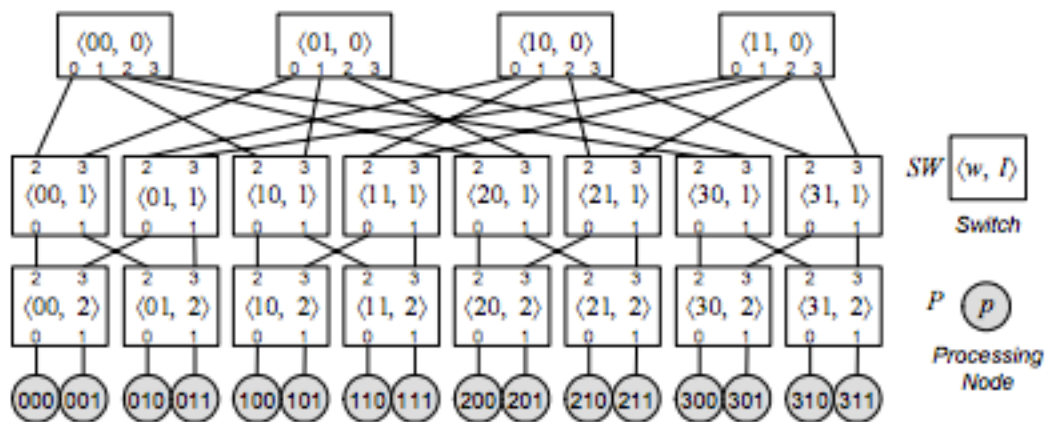 ⟨00, 0⟩ ⟨01, 0⟩ ⟨10, 0⟩ ⟨11, 0⟩
0 1 2 3 0 1 2 3 0 1 2 3 0 1 2 3
2 3 2 3 2 3 2 3 2 3 2 3 2 3 2 3
⟨00, 1⟩ ⟨01, 1⟩ ⟨10, 1⟩ ⟨11, 1⟩ ⟨20, 1⟩ ⟨21, 1⟩ ⟨30, 1⟩ ⟨31, 1⟩ SW ⟨w, l⟩
0 1 0 1 0 1 0 1 0 1 0 1 0 1 0 1 Switch
2 3 2 3 2 3 2 3 2 3 2 3 2 3 2 3
⟨00, 2⟩ ⟨01, 2⟩ ⟨10, 2⟩ ⟨11, 2⟩ ⟨20, 2⟩ ⟨21, 2⟩ ⟨30, 2⟩ ⟨31, 2⟩ P p
0 1 0 1 0 1 0 1 0 1 0 1 0 1 0 1
Processing
Node
000 001 010 011 100 101 110 111 200 201 210 211 300 301 310 311